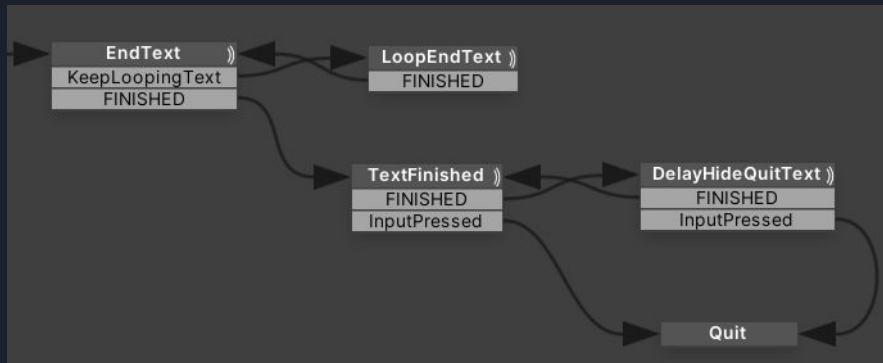 EndText
KeepLoopingText
FINISHED
LoopEndText
FINISHED
TextFinished
FINISHED
InputPressed
DelayHideQuitText
FINISHED
InputPressed
Quit